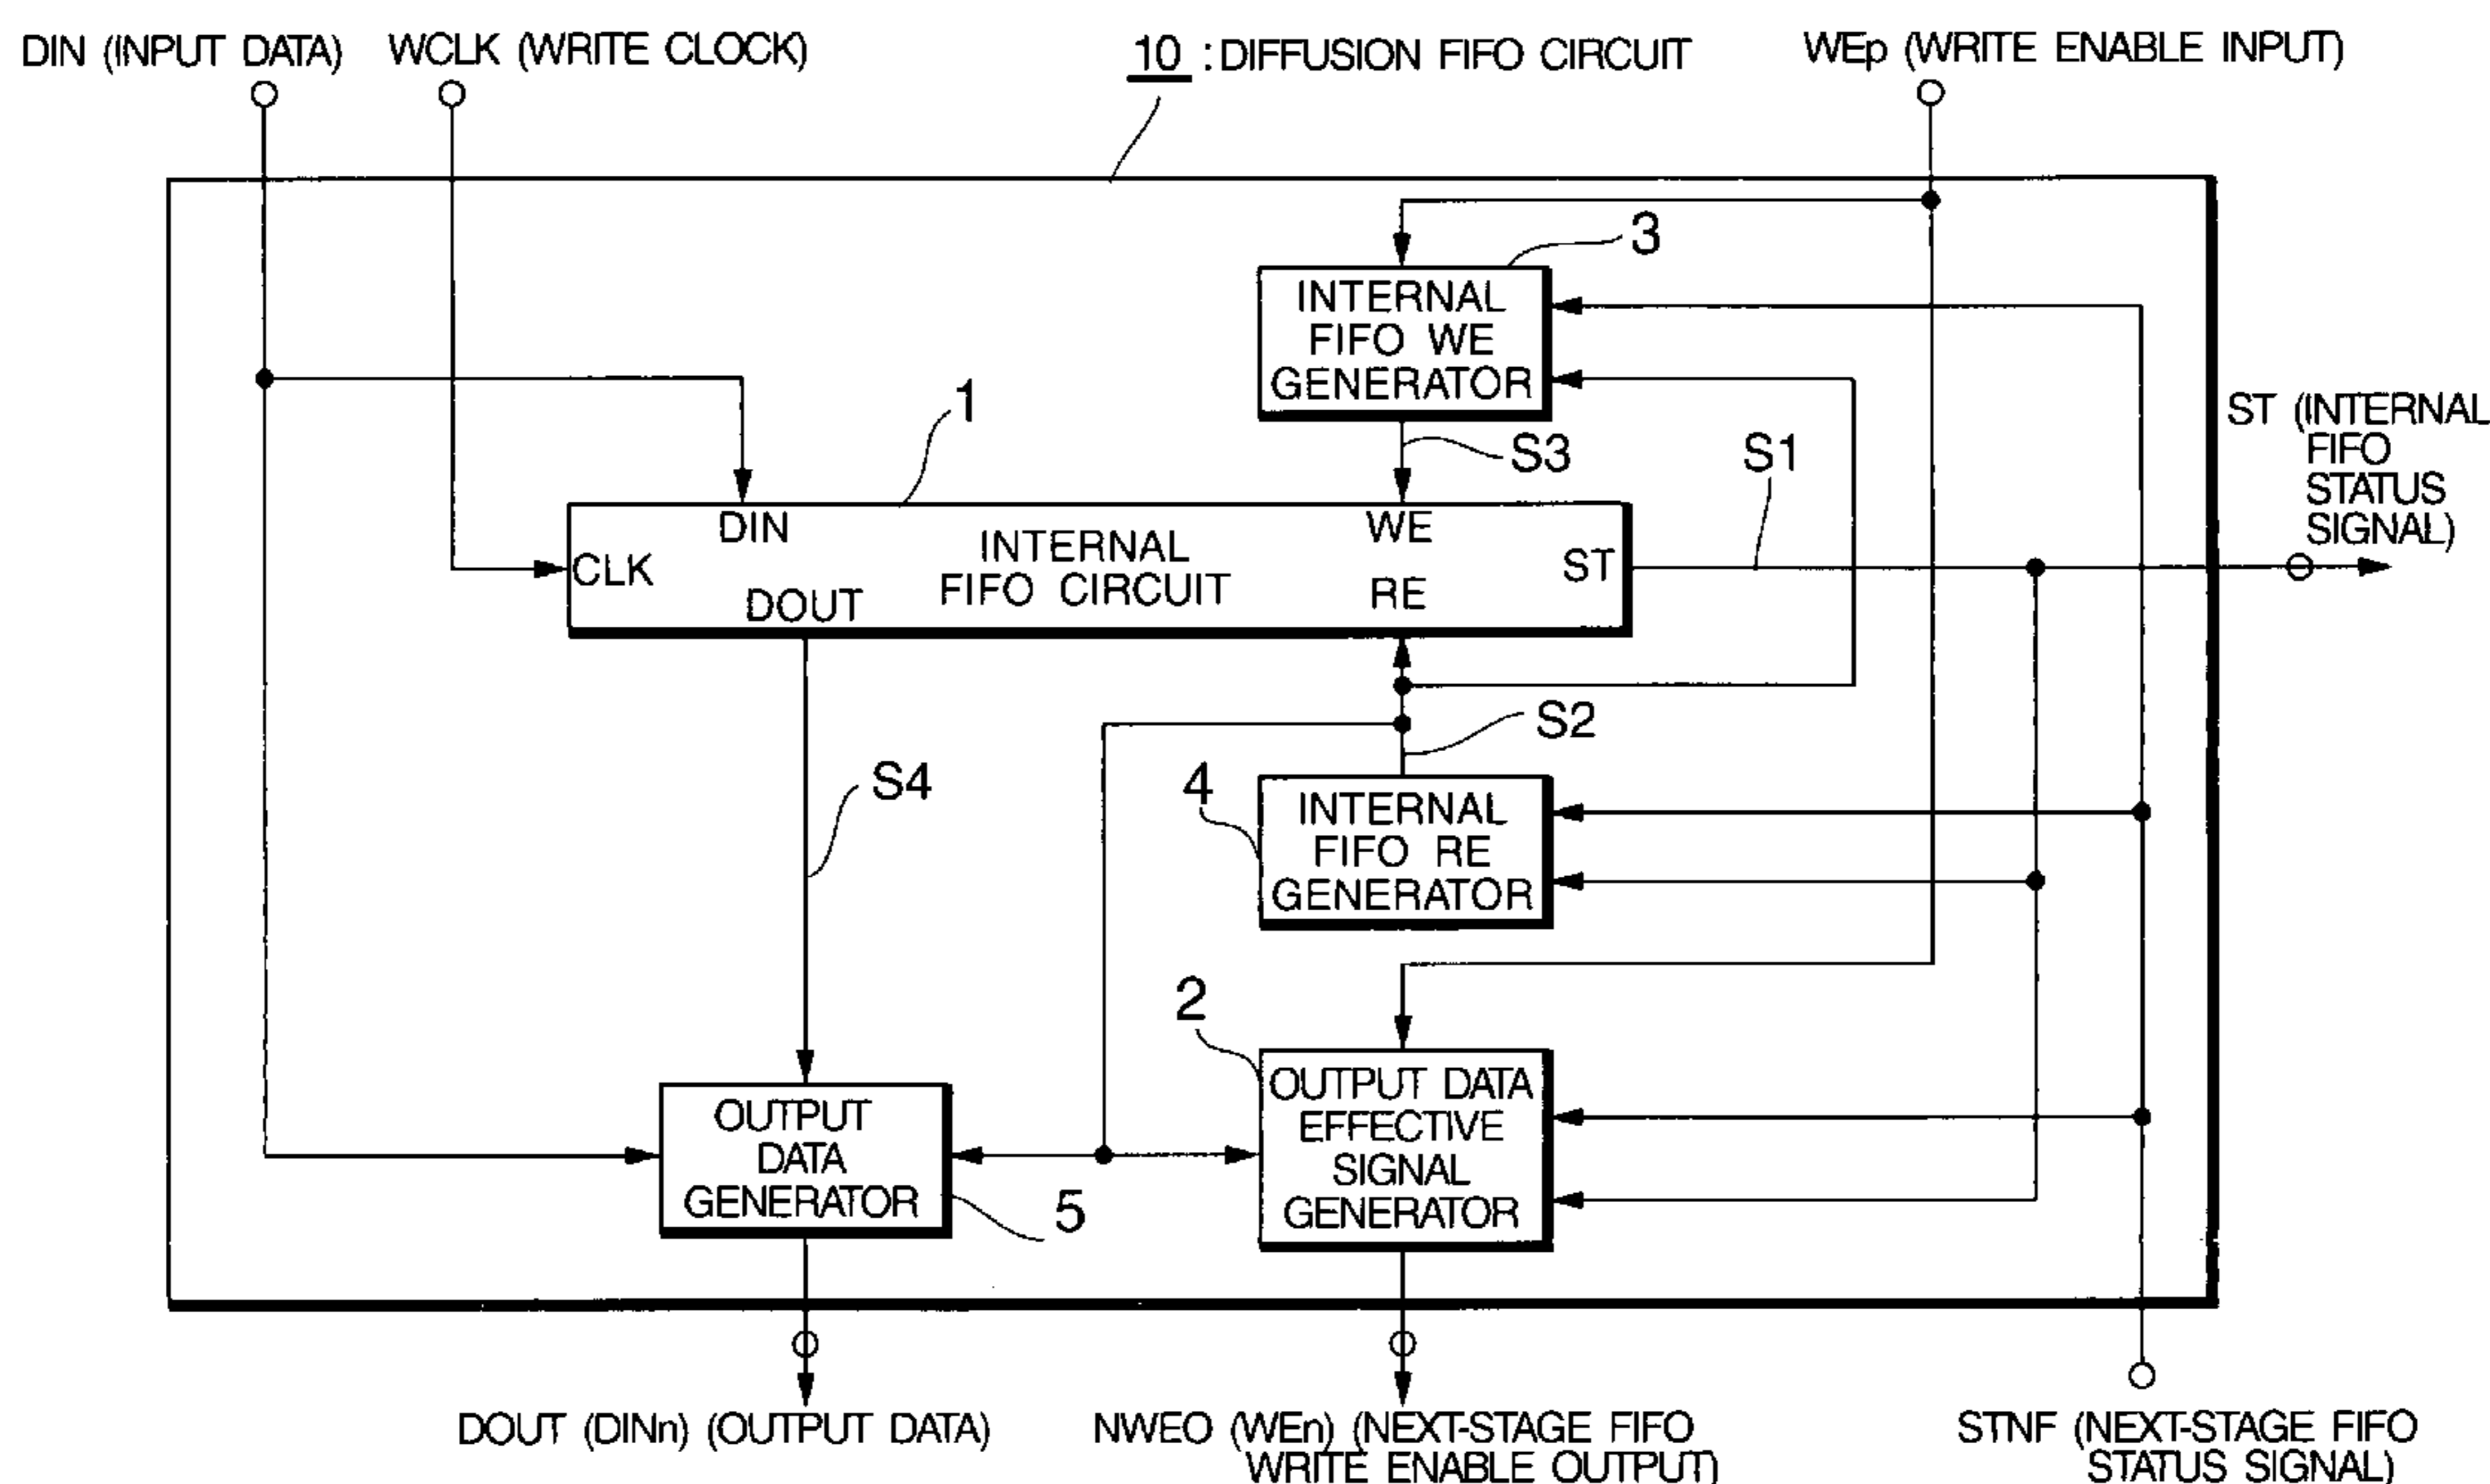 DIN (INPUT DATA)
WCLK (WRITE CLOCK)
10 : DIFFUSION FIFO CIRCUIT
WEp (WRITE ENABLE INPUT)
3
INTERNAL
FIFO WE
GENERATOR
1
S3
S1
ST (INTERNAL
FIFO
STATUS
SIGNAL)
DIN
WE
CLK
INTERNAL
FIFO CIRCUIT
ST
DOUT
RE
S2
S4
4
INTERNAL
FIFO RE
GENERATOR
2
OUTPUT DATA
EFFECTIVE
SIGNAL
GENERATOR
OUTPUT
DATA
GENERATOR
5
DOUT (DINn) (OUTPUT DATA)
NWEO (WEn) (NEXT-STAGE FIFO
WRITE ENABLE OUTPUT)
STNF (NEXT-STAGE FIFO
STATUS SIGNAL)